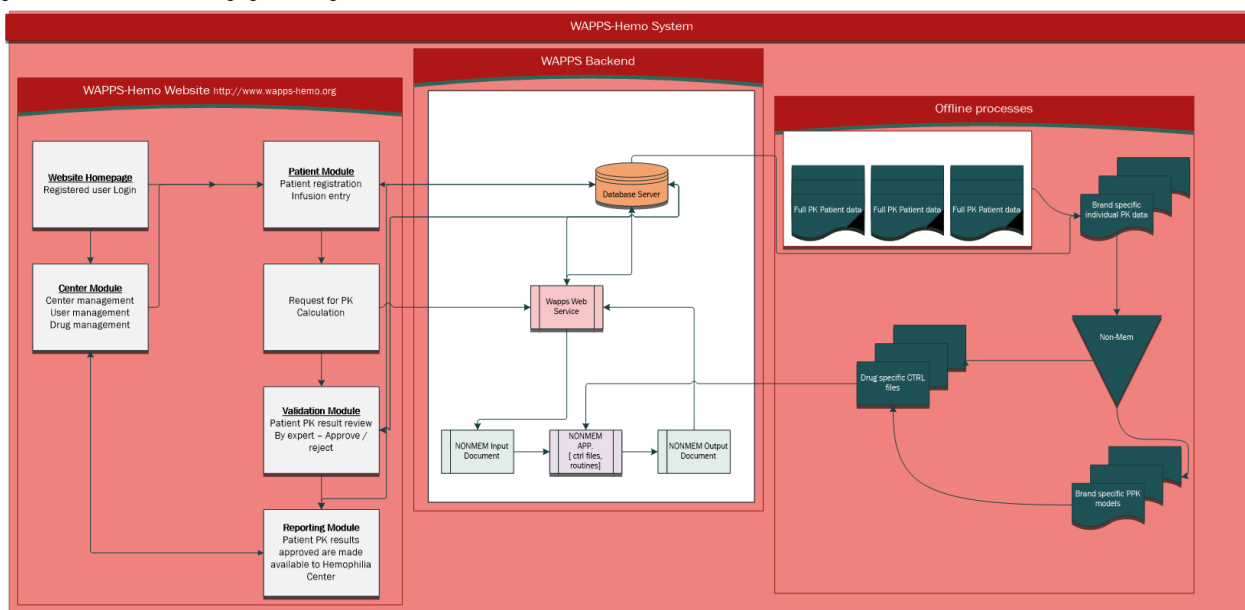 WAPPS-Hemo System
WAPPS-Hemo Website http://www.wapps-hemo.org
Website Homepage
Registered user Login
Center Module
Center management
User management
Drug management
Patient Module
Patient registration
Infusion entry
Request for PK
Calculation
Validation Module
Patient PK result review
By expert – Approve /
reject
Reporting Module
Patient PK results
approved are made
available to Hemophilia
Center
WAPPS Backend
Database Server
Wapps Web
Service
NONMEM Input
Document
NONMEM
APP.
[ ctrl files,
routines]
NONMEM Output
Document
Offline processes
Full PK Patient data
Full PK Patient data
Full PK Patient data
Brand specific
individual PK data
Non-Mem
Drug specific CTRL
files
Brand specific PPK
models